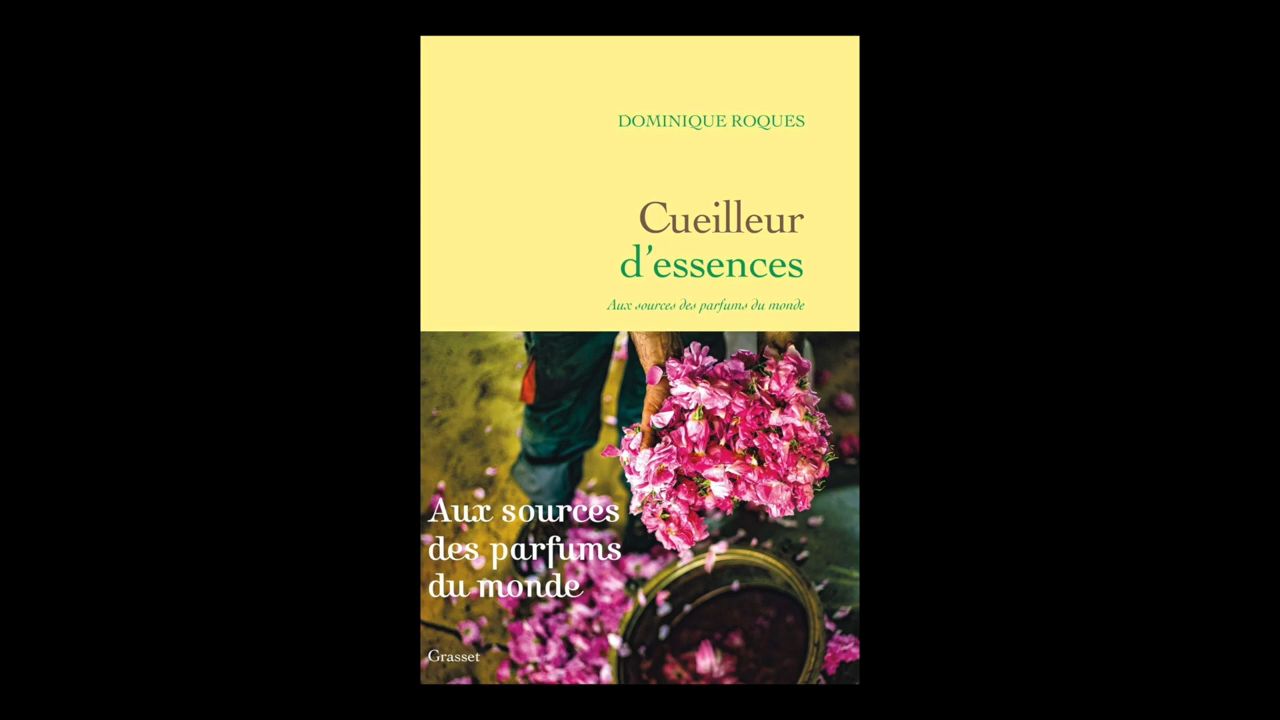 DOMINIQUE ROQUES
Cueilleur
d'essences
Aux sources des parfums du monde
Aux sources
des parfums
du monde
Grasset